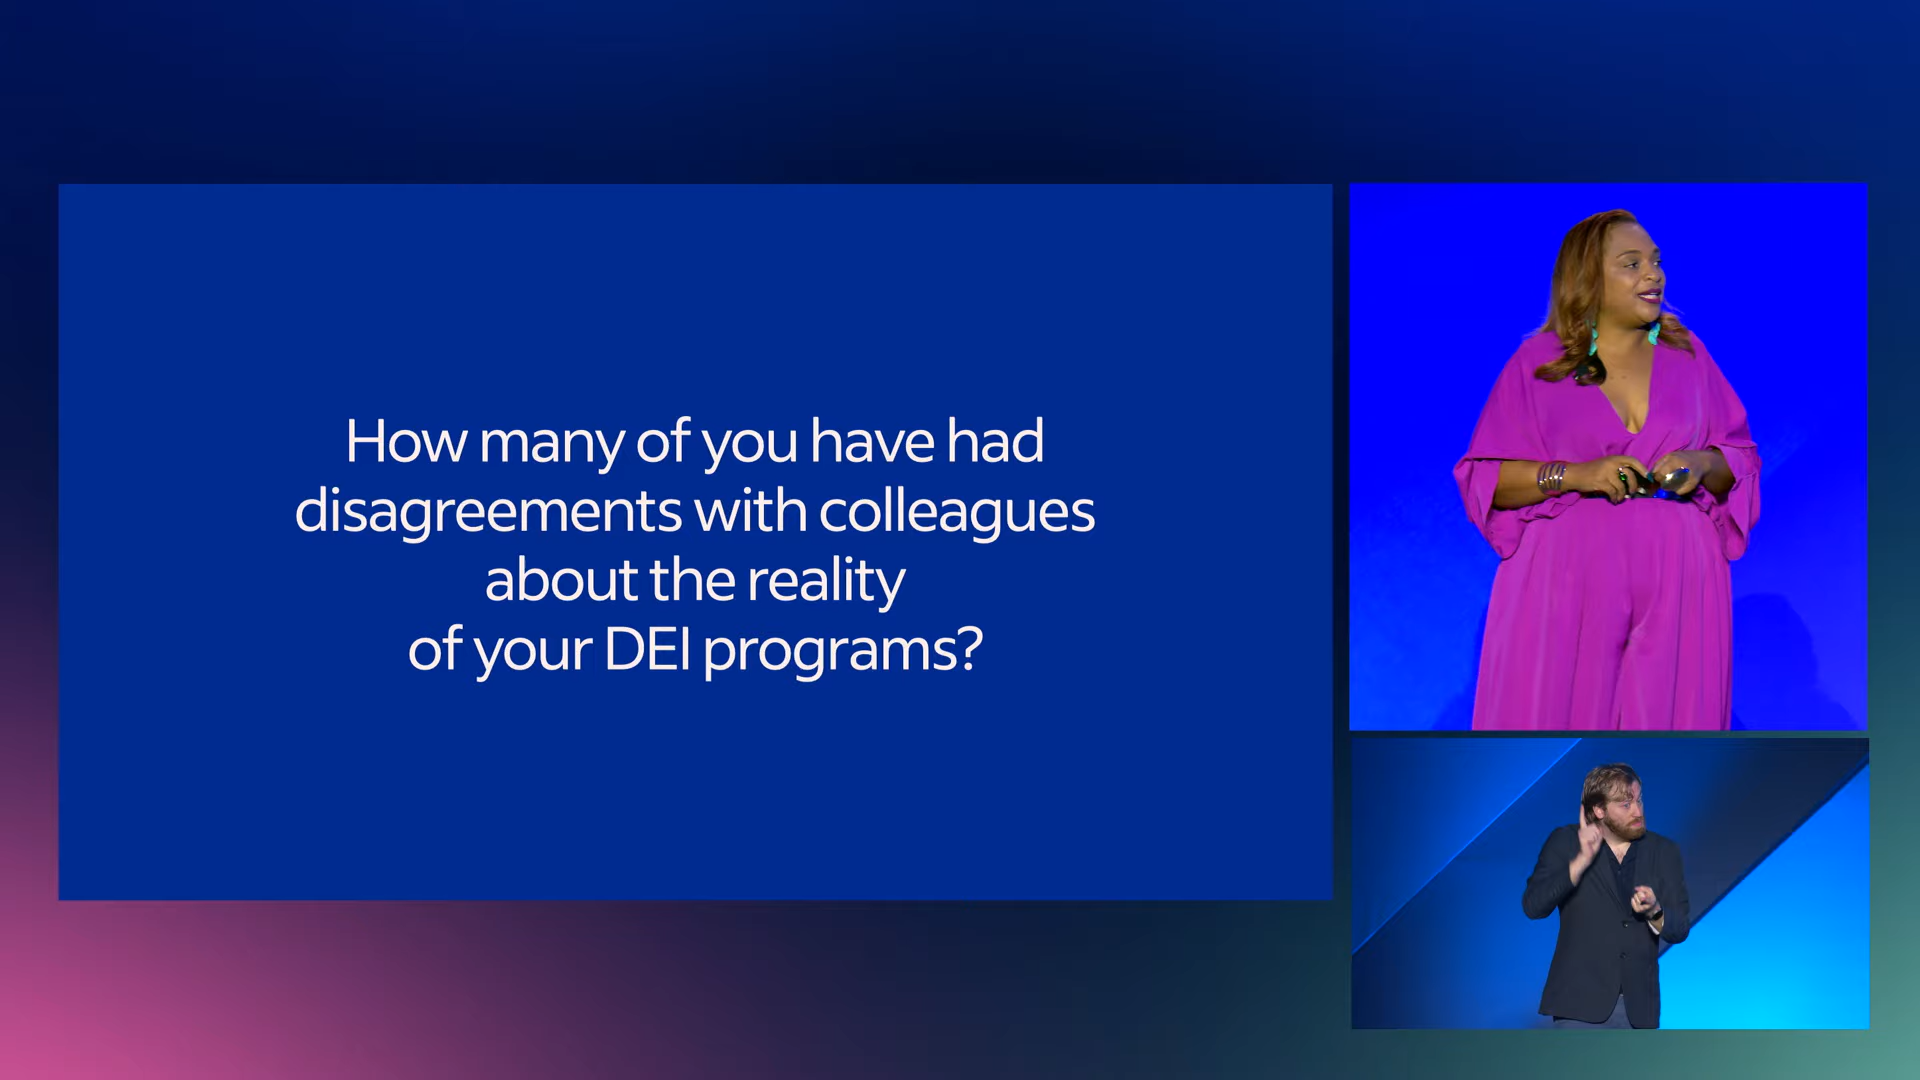 How many of you have had
disagreements with colleagues
about the reality
of your DEI programs?